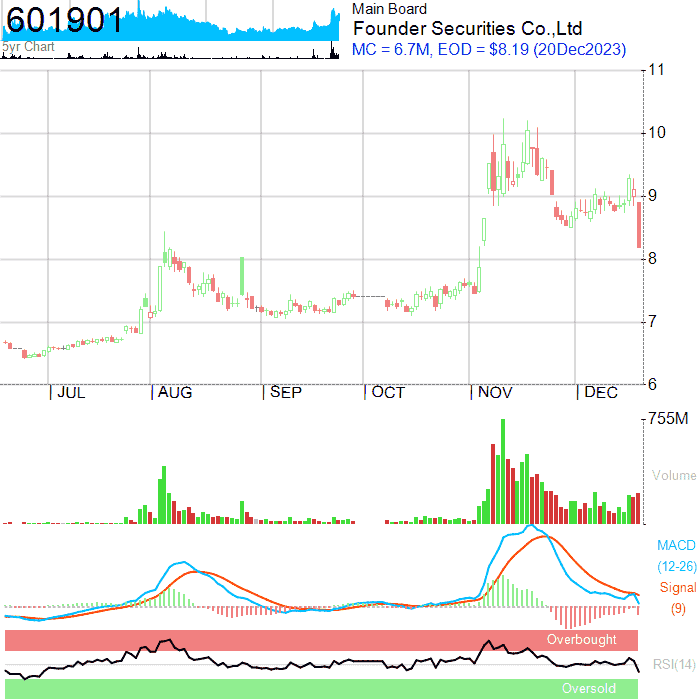 601901
5yr Chart
Main Board
Founder Securities Co.,Ltd
MC = 6.7M, EOD = $8.19 (20Dec2023)
11
10
9
8
7
6
JUL
AUG
SEP
OCT
NOV
DEC
755M
Volume
MACD
(12-26)
Signal
(9)
Overbought
RSI(14)
Oversold